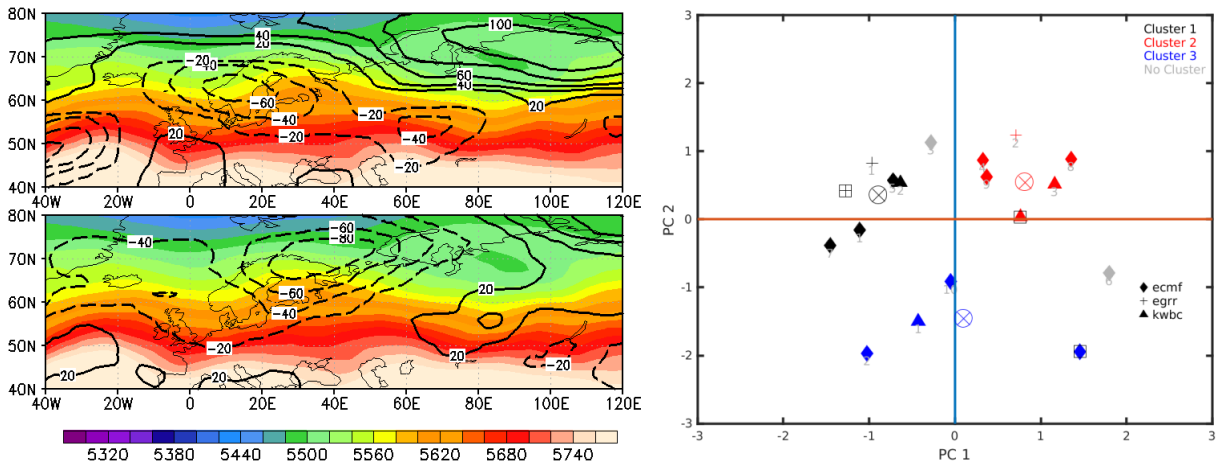 80N
70N
60N
50N
40N
40
20
100
-20
60
40
-60
-40
20
-20
20
-20
-40
-20
40W
20W
0
20E
40E
60E
80E
100E
120E
80N
70N
60N
50N
40N
-40
-60
-80
-60
-40
-20
20
20
20
20
-20
20
40W
20W
0
20E
40E
60E
80E
100E
120E
5320
5380
5440
5500
5560
5620
5680
5740
3
2
1
0
-1
-2
-3
-3
-2
-1
0
1
2
3
PC 2
PC 1
Cluster 1
Cluster 2
Cluster 3
No Cluster
ecmf
egrr
kwbc